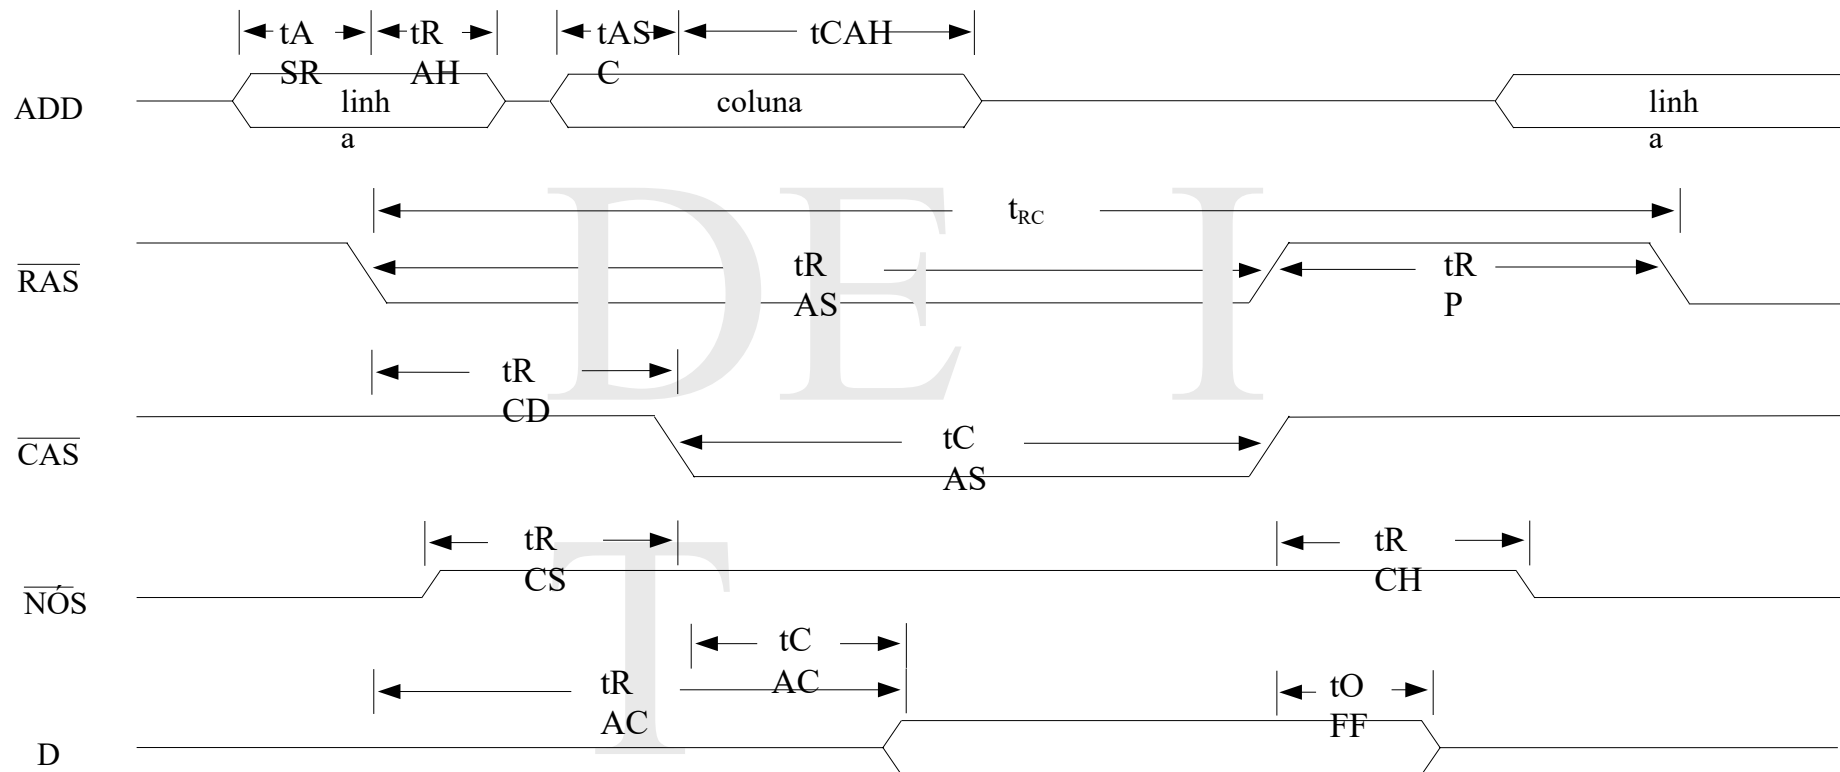 tA
SR
tR
AH
tAS
C
tCAH
ADD
linh
a
coluna
linh
a
tRC
RAS
tR
AS
tR
P
tR
CD
CAS
tC
AS
NÓS
tR
CS
tR
CH
tC
AC
tR
AC
tO
FF
D
DE I
T